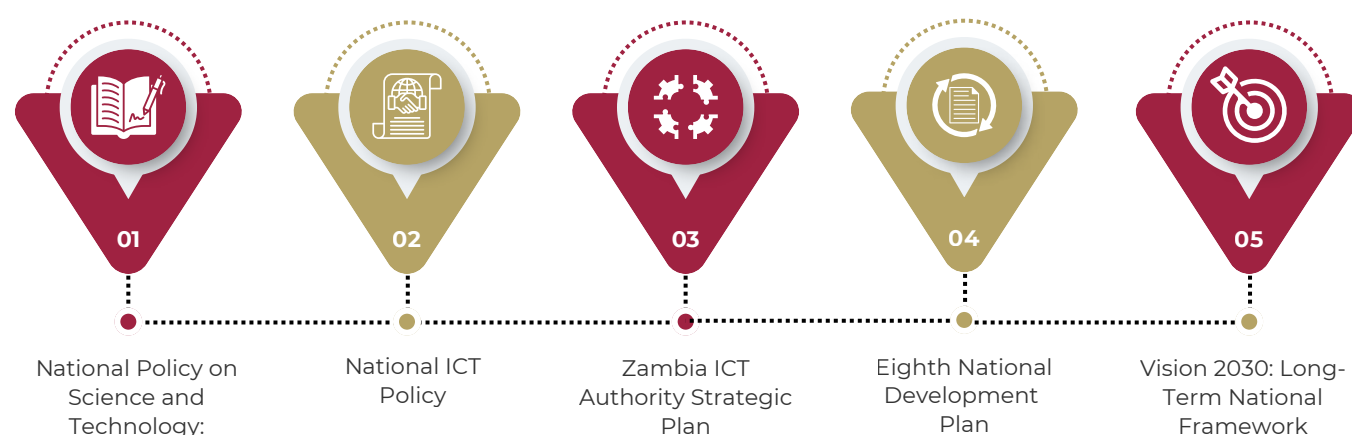 01
02
03
04
05
National Policy on
Science and
Technology:
National ICT
Policy
Zambia ICT
Authority Strategic
Plan
Eighth National
Development
Plan
Vision 2030: Long-
Term National
Framework